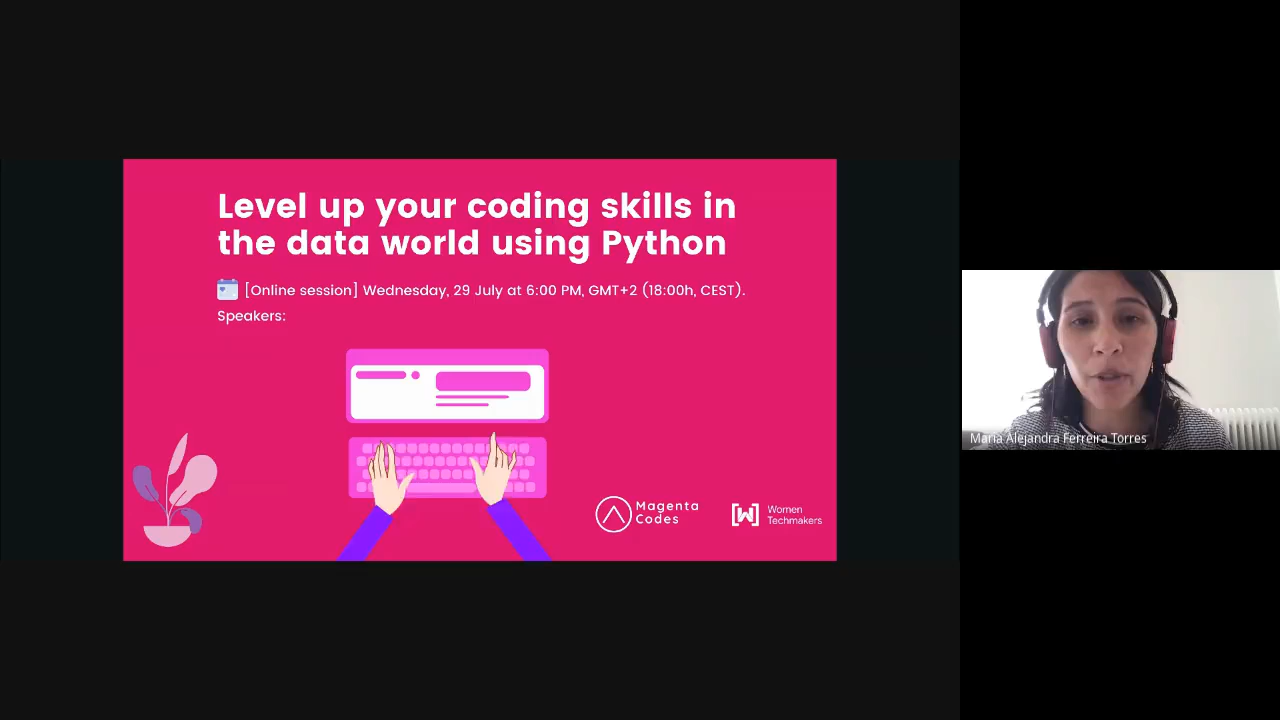 Level up your coding skills in
the data world using Python
[Online session] Wednesday, 29 July at 6:00 PM, GMT+2 (18:00h, CEST).
Speakers:
Magenta
Codes
[W] Women
Techmakers
Maria Alejandra Ferreira Torres